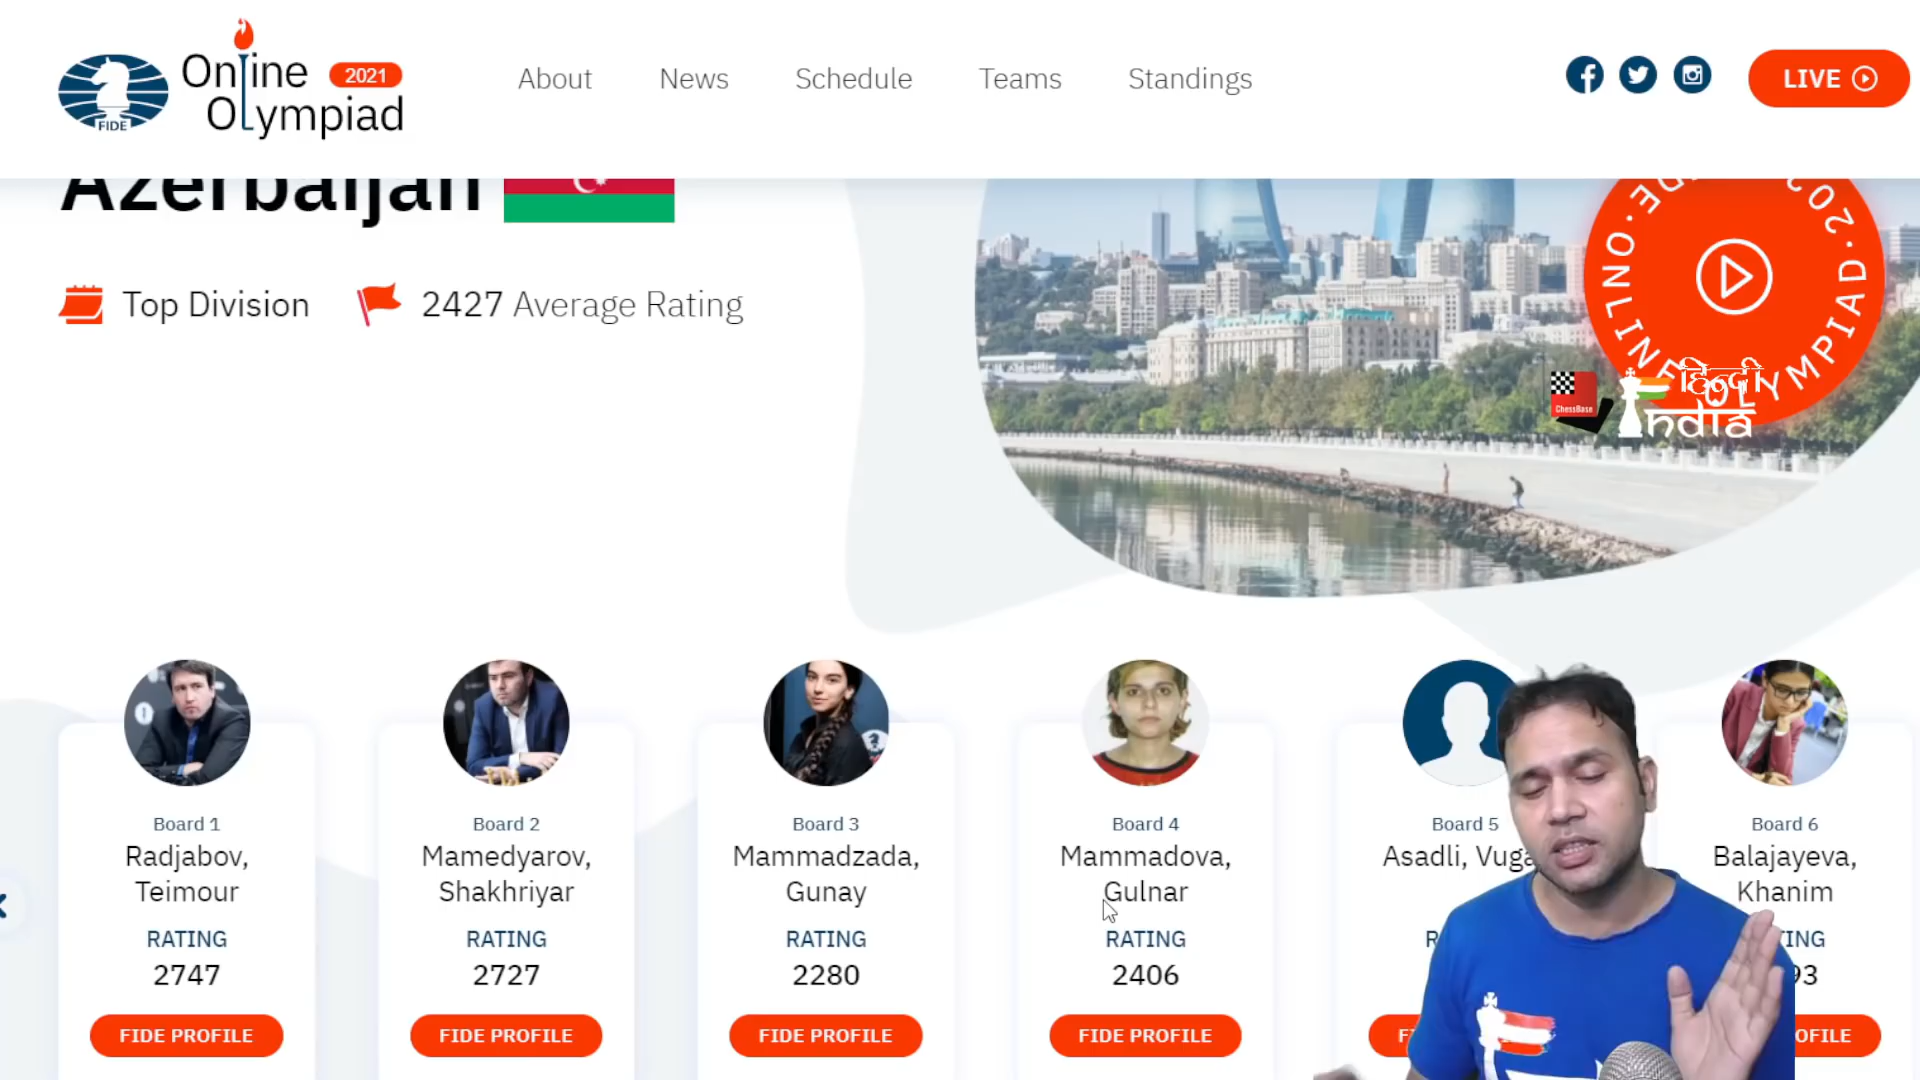 Online 2021
Olympiad
FIDE
About News Schedule Teams Standings
LIVE
Azerbaijan
Top Division 2427 Average Rating
ONLINE OLYMPIAD
ChessBase
हिन्दी
India
Board 1
Radjabov,
Teimour
RATING
2747
FIDE PROFILE
Board 2
Mamedyarov,
Shakhriyar
RATING
2727
FIDE PROFILE
Board 3
Mammadzada,
Gunay
RATING
2280
FIDE PROFILE
Board 4
Mammadova,
Gulnar
RATING
2406
FIDE PROFILE
Board 5
Asadli,
Board 6
Balajayeva,
Khanim